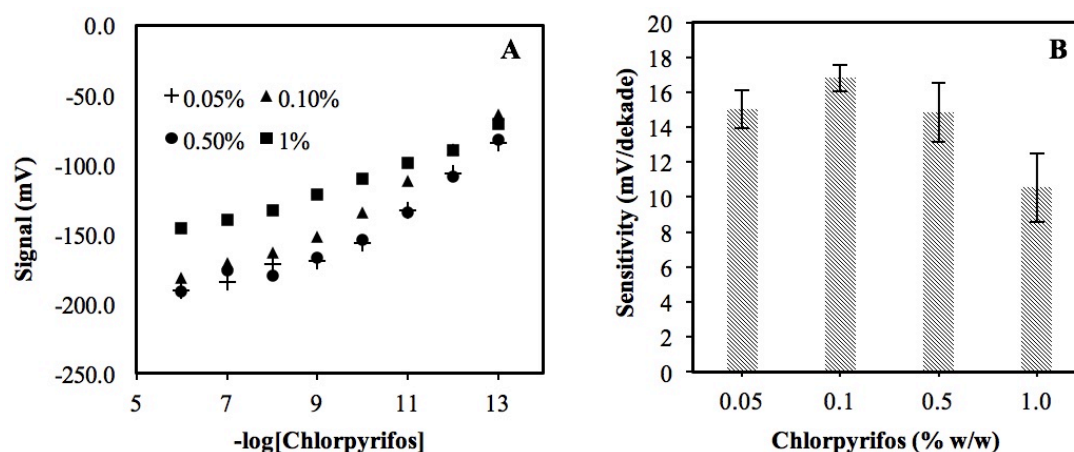 A
0.0
-50.0
-100.0
-150.0
-200.0
-250.0
Signal (mV)
0.05% 0.10%
0.50% 1%
5 7 9 11 13
-log[Chlorpyrifos]
B
20
18
16
14
12
10
8
6
4
2
0
Sensitivity (mV/dekade)
0.05 0.1 0.5 1.0
Chlorpyrifos (% w/w)